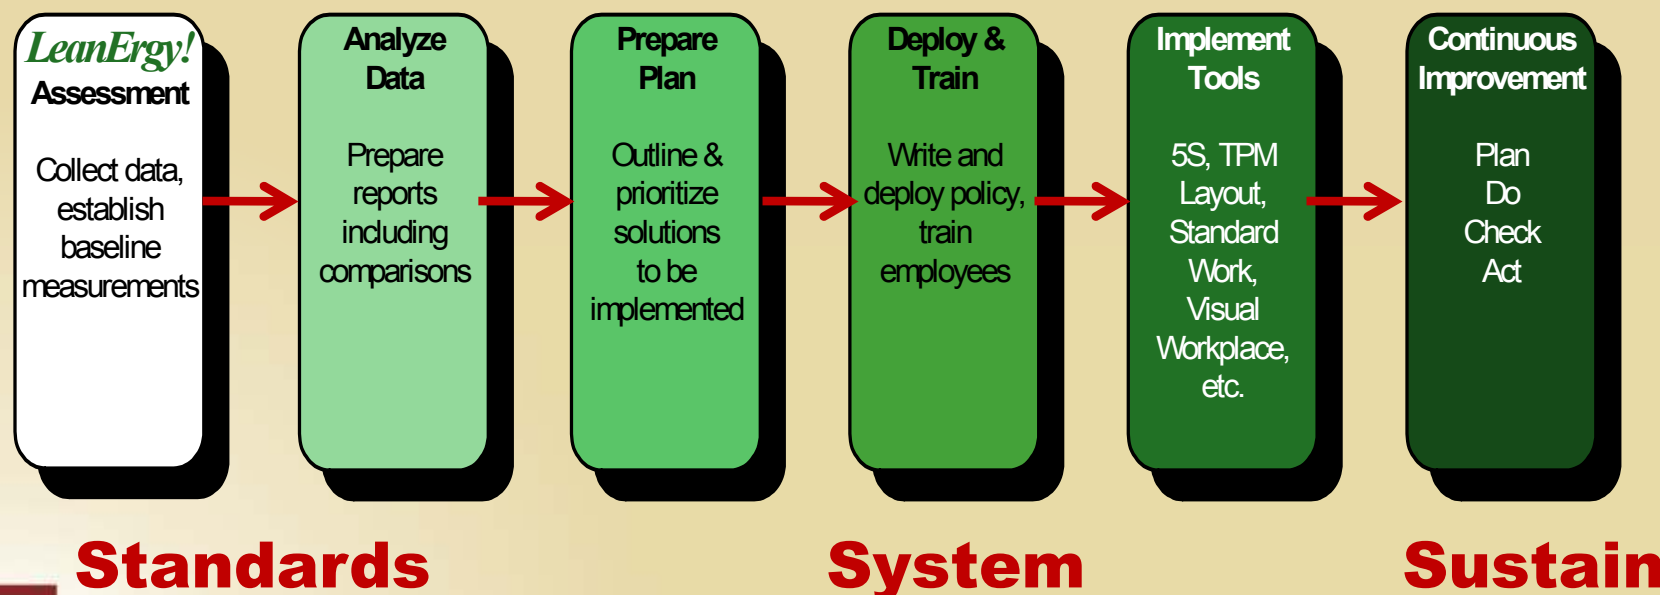 LeanErgy!
Assessment
Collect data,
establish
baseline
measurements
Analyze
Data
Prepare
reports
including
comparisons
Prepare
Plan
Outline &
prioritize
solutions
to be
implemented
Deploy &
Train
Write and
deploy policy,
train
employees
Implement
Tools
5S, TPM
Layout,
Standard
Work,
Visual
Workplace,
etc.
Continuous
Improvement
Plan
Do
Check
Act
Standards
System
Sustain